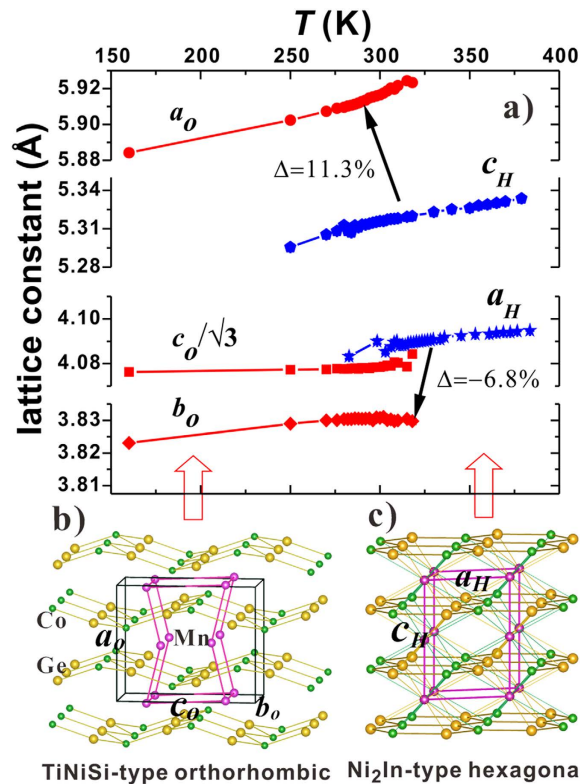 T (K)
150 200 250 300 350 400
a)
lattice constant (Å)
5.92
5.90
5.88
a_o
Δ=11.3%
5.34
5.31
5.28
c_H
4.10
4.08
c_o/√3
a_H
Δ=−6.8%
3.83
3.82
3.81
b_o
b)
c)
Co
Ge
Mn
a_o
c_o
b_o
a_H
c_H
TiNiSi-type orthorhombic
Ni₂In-type hexagona